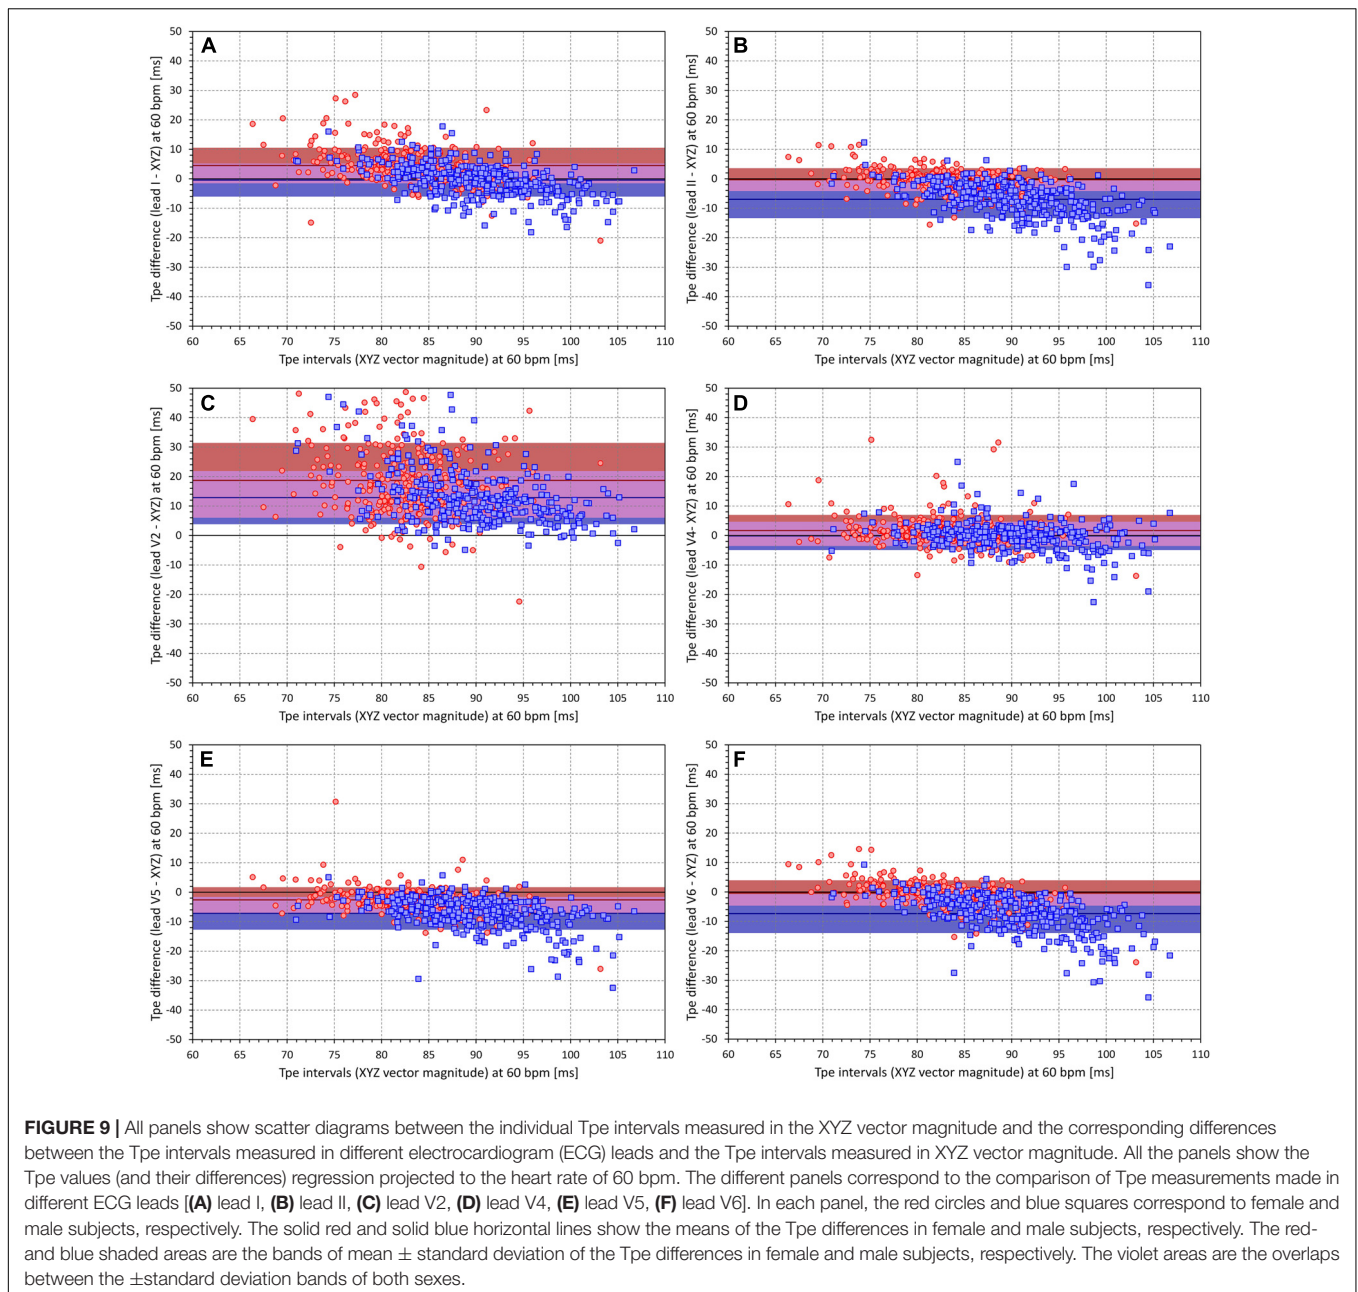 A
Tpe difference (lead I - XYZ) at 60 bpm [ms]
50
40
30
20
10
0
-10
-20
-30
-40
-50
60 65 70 75 80 85 90 95 100 105 110
Tpe intervals (XYZ vector magnitude) at 60 bpm [ms]
B
Tpe difference (lead II - XYZ) at 60 bpm [ms]
50
40
30
20
10
0
-10
-20
-30
-40
-50
60 65 70 75 80 85 90 95 100 105 110
Tpe intervals (XYZ vector magnitude) at 60 bpm [ms]
C
Tpe difference (lead V2 - XYZ) at 60 bpm [ms]
50
40
30
20
10
0
-10
-20
-30
-40
-50
60 65 70 75 80 85 90 95 100 105 110
Tpe intervals (XYZ vector magnitude) at 60 bpm [ms]
D
Tpe difference (lead V4 - XYZ) at 60 bpm [ms]
50
40
30
20
10
0
-10
-20
-30
-40
-50
60 65 70 75 80 85 90 95 100 105 110
Tpe intervals (XYZ vector magnitude) at 60 bpm [ms]
E
Tpe difference (lead V5 - XYZ) at 60 bpm [ms]
50
40
30
20
10
0
-10
-20
-30
-40
-50
60 65 70 75 80 85 90 95 100 105 110
Tpe intervals (XYZ vector magnitude) at 60 bpm [ms]
F
Tpe difference (lead V6 - XYZ) at 60 bpm [ms]
50
40
30
20
10
0
-10
-20
-30
-40
-50
60 65 70 75 80 85 90 95 100 105 110
Tpe intervals (XYZ vector magnitude) at 60 bpm [ms]
FIGURE 9 | All panels show scatter diagrams between the individual Tpe intervals measured in the XYZ vector magnitude and the corresponding differences
between the Tpe intervals measured in different electrocardiogram (ECG) leads and the Tpe intervals measured in XYZ vector magnitude. All the panels show the
Tpe values (and their differences) regression projected to the heart rate of 60 bpm. The different panels correspond to the comparison of Tpe measurements made in
different ECG leads [(A) lead I, (B) lead II, (C) lead V2, (D) lead V4, (E) lead V5, (F) lead V6]. In each panel, the red circles and blue squares correspond to female and
male subjects, respectively. The solid red and solid blue horizontal lines show the means of the Tpe differences in female and male subjects, respectively. The red-
and blue shaded areas are the bands of mean ± standard deviation of the Tpe differences in female and male subjects, respectively. The violet areas are the overlaps
between the ±standard deviation bands of both sexes.